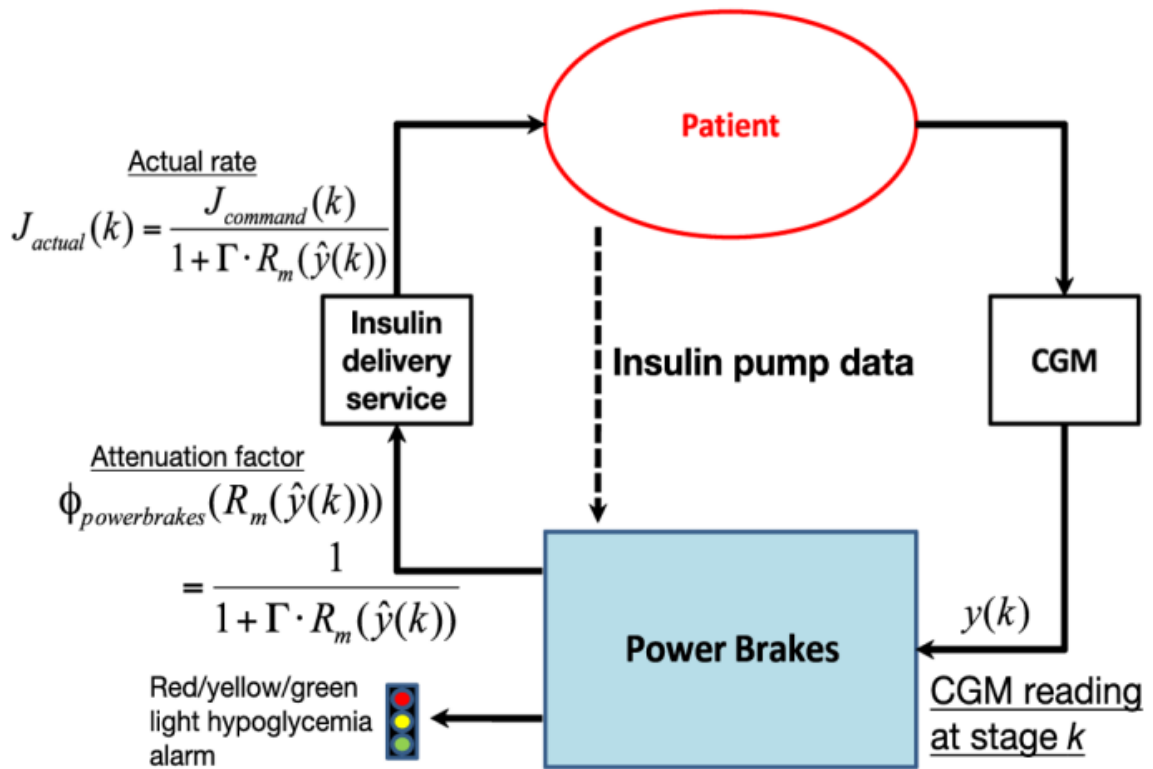 Patient
Actual rate
J_actual(k) = J_command(k) / (1 + Γ · R_m(ŷ(k)))
Insulin
delivery
service
Insulin pump data
CGM
Attenuation factor
ϕ_powerbrakes(R_m(ŷ(k)))
= 1 / (1 + Γ · R_m(ŷ(k)))
Power Brakes
y(k)
CGM reading
at stage k
Red/yellow/green
light hypoglycemia
alarm